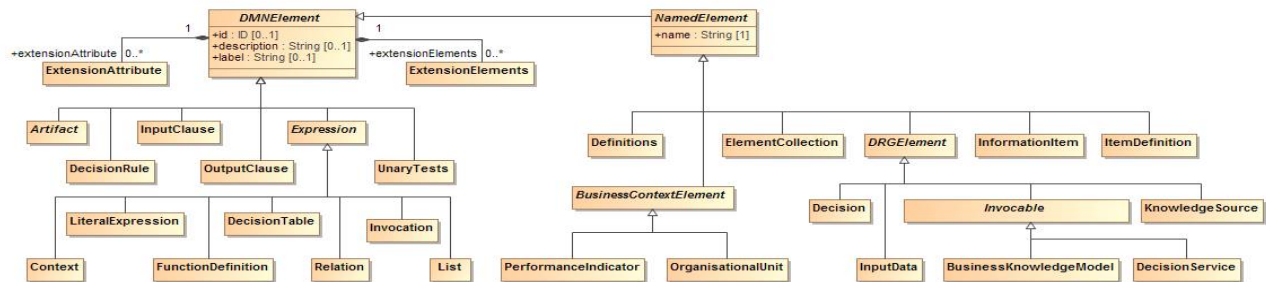 DMNElement
+id : ID [0..1]
+description : String [0..1]
+label : String [0..1]
NamedElement
+name : String [1]
1
1
+extensionAttribute 0..*
+extensionElements 0..*
ExtensionAttribute
ExtensionElements
Artifact
InputClause
Expression
DecisionRule
OutputClause
UnaryTests
Definitions
ElementCollection
DRGElement
InformationItem
ItemDefinition
LiteralExpression
DecisionTable
Invocation
Context
FunctionDefinition
Relation
List
BusinessContextElement
Decision
Invocable
KnowledgeSource
PerformanceIndicator
OrganisationalUnit
InputData
BusinessKnowledgeModel
DecisionService